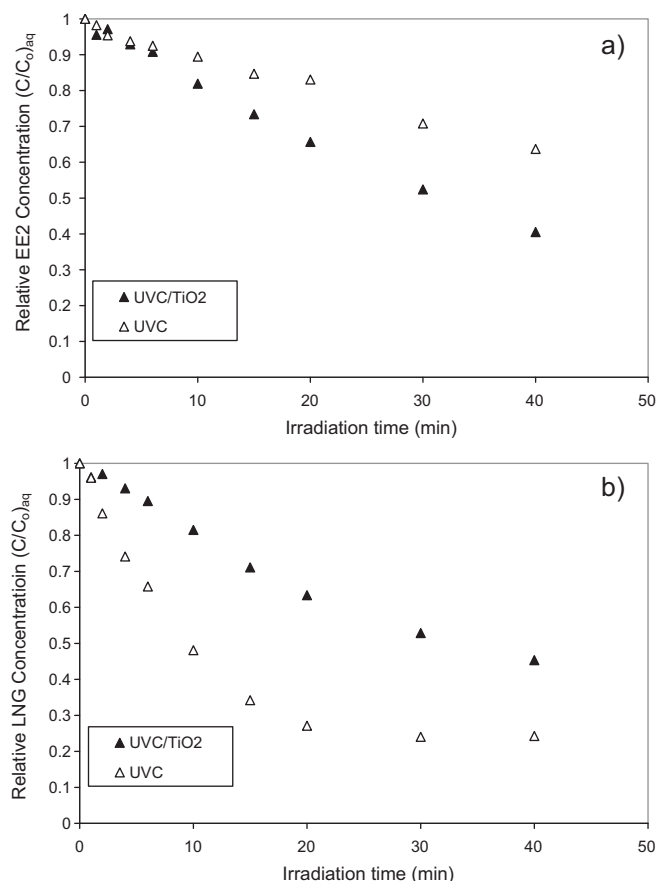 a)
Relative EE2 Concentration (C/Co)aq
1
0.9
0.8
0.7
0.6
0.5
0.4
0.3
0.2
0.1
0
UVC/TiO2
UVC
0 10 20 30 40 50
Irradiation time (min)
b)
Relative LNG Concentratioin (C/Co)aq
1
0.9
0.8
0.7
0.6
0.5
0.4
0.3
0.2
0.1
0
UVC/TiO2
UVC
0 10 20 30 40 50
Irradiation time (min)